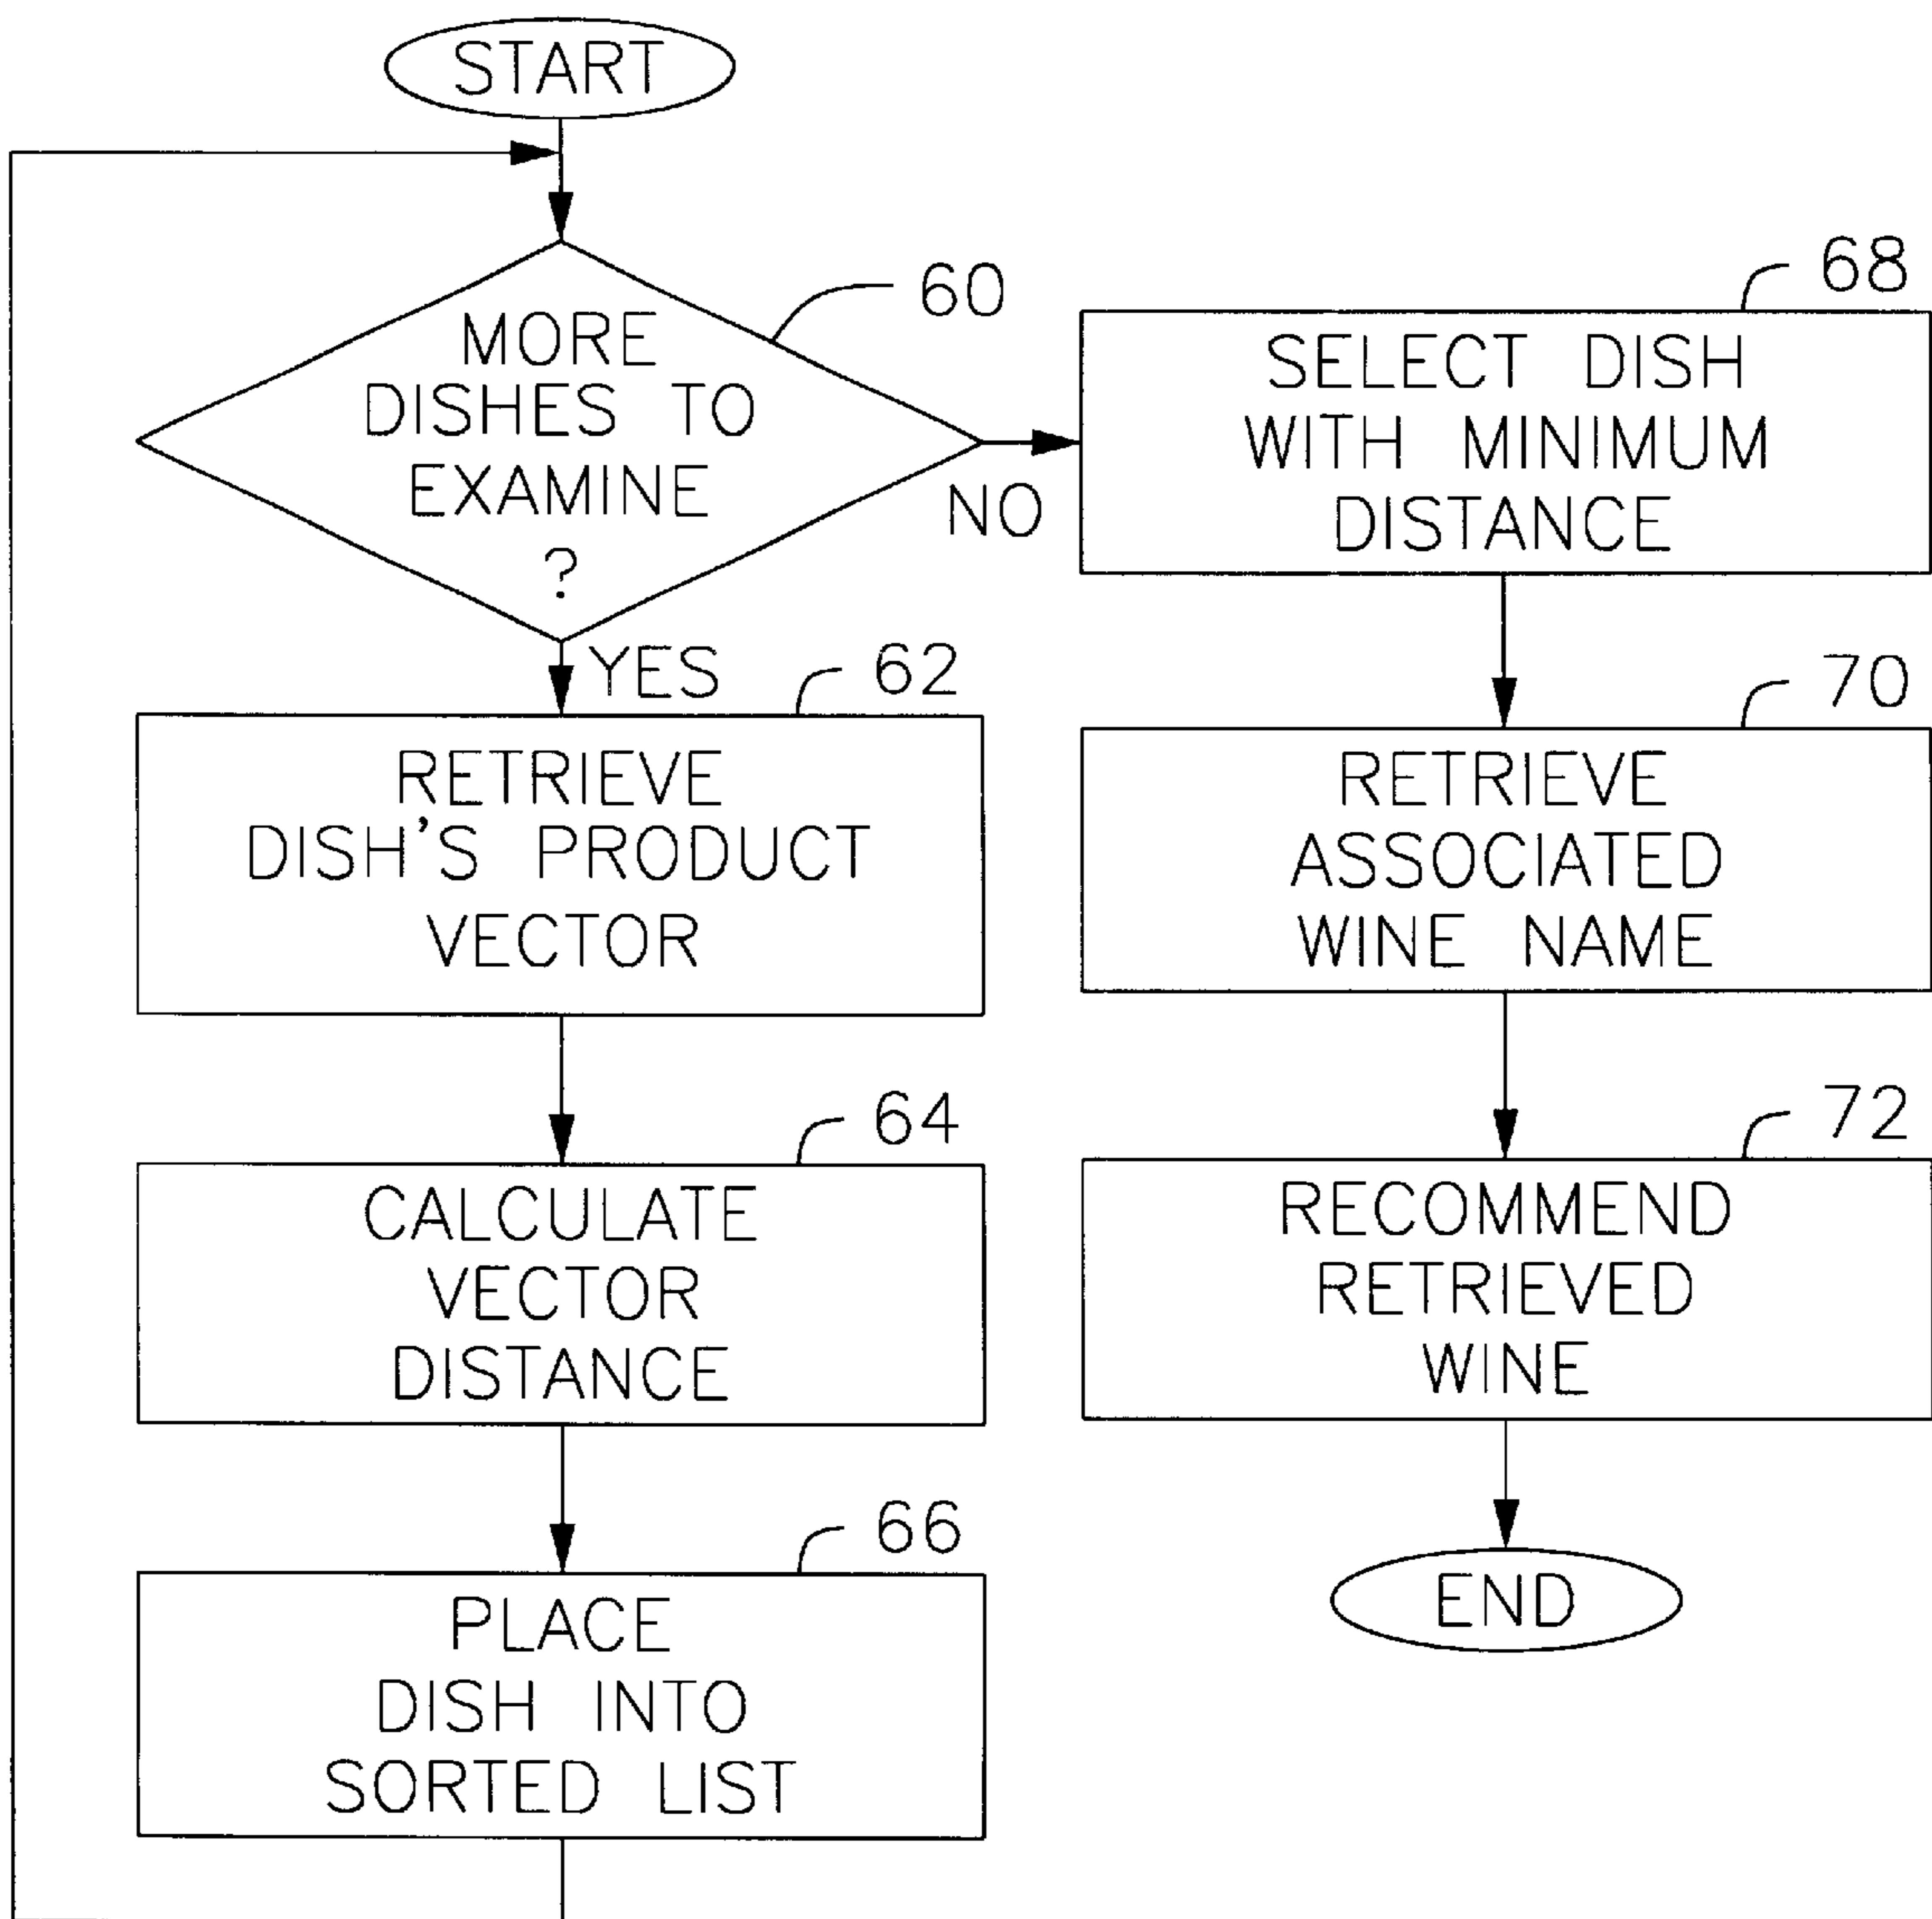 START
60
MORE
DISHES TO
EXAMINE
?
NO
YES
62
RETRIEVE
DISH'S PRODUCT
VECTOR
64
CALCULATE
VECTOR
DISTANCE
66
PLACE
DISH INTO
SORTED LIST
68
SELECT DISH
WITH MINIMUM
DISTANCE
70
RETRIEVE
ASSOCIATED
WINE NAME
72
RECOMMEND
RETRIEVED
WINE
END